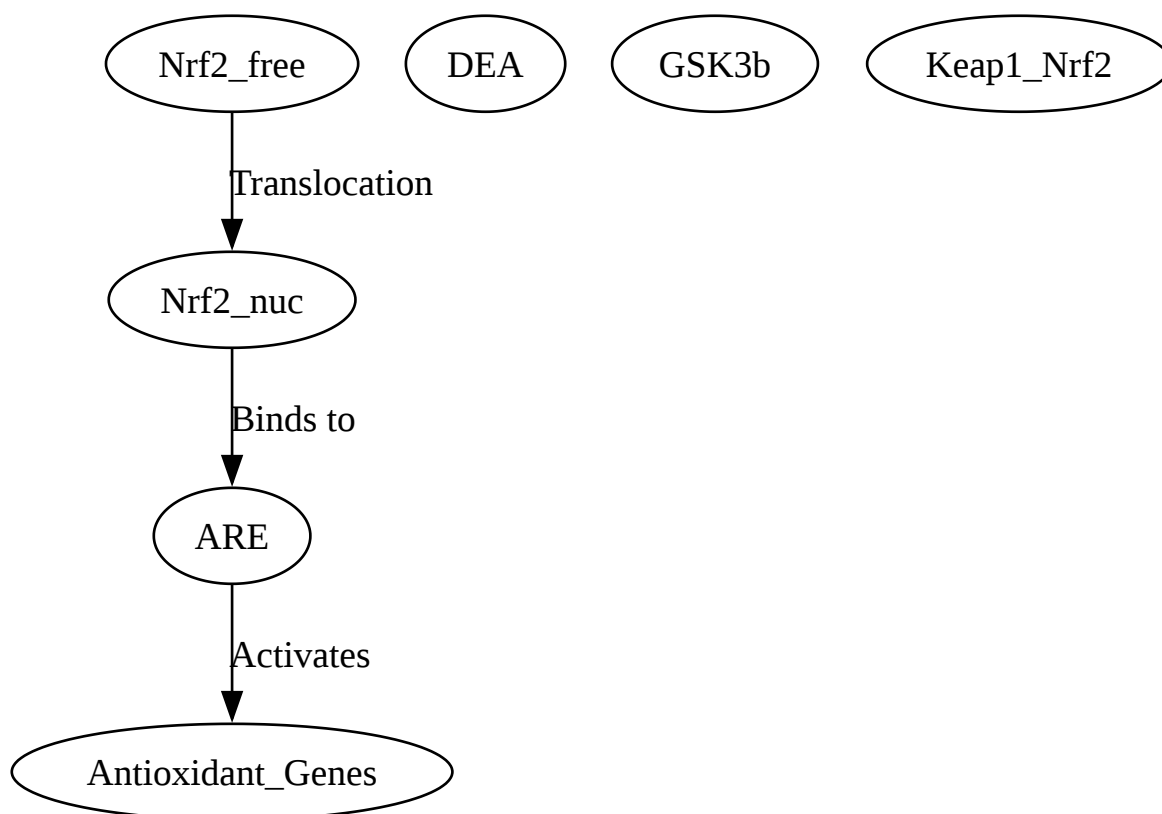 Nrf2_free
DEA
GSK3b
Keap1_Nrf2
Translocation
Nrf2_nuc
Binds to
ARE
Activates
Antioxidant_Genes